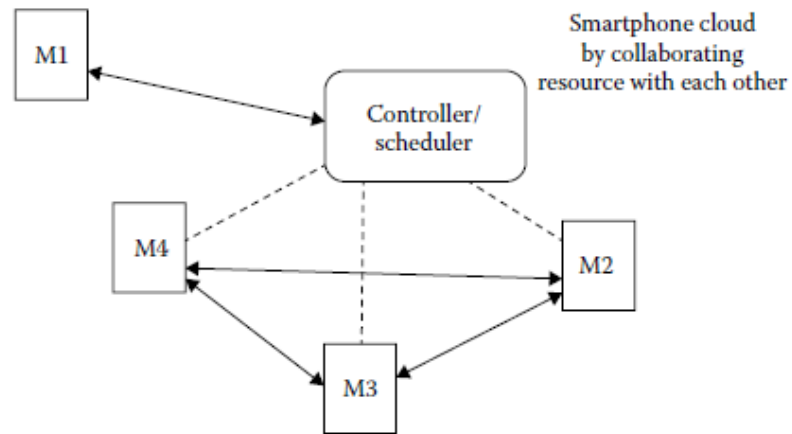 M1
Smartphone cloud
by collaborating
resource with each other
Controller/
scheduler
M4
M2
M3